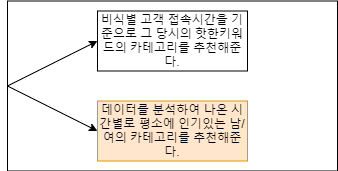 비식별 고객 접속시간을 기
준으로 그 당시의 핫한키워
드의 카테고리를 추천해준
다.
데이터를 분석하여 나온 시
간별로 평소에 인기있는 남/
여의 카테고리를 추천해준
다.